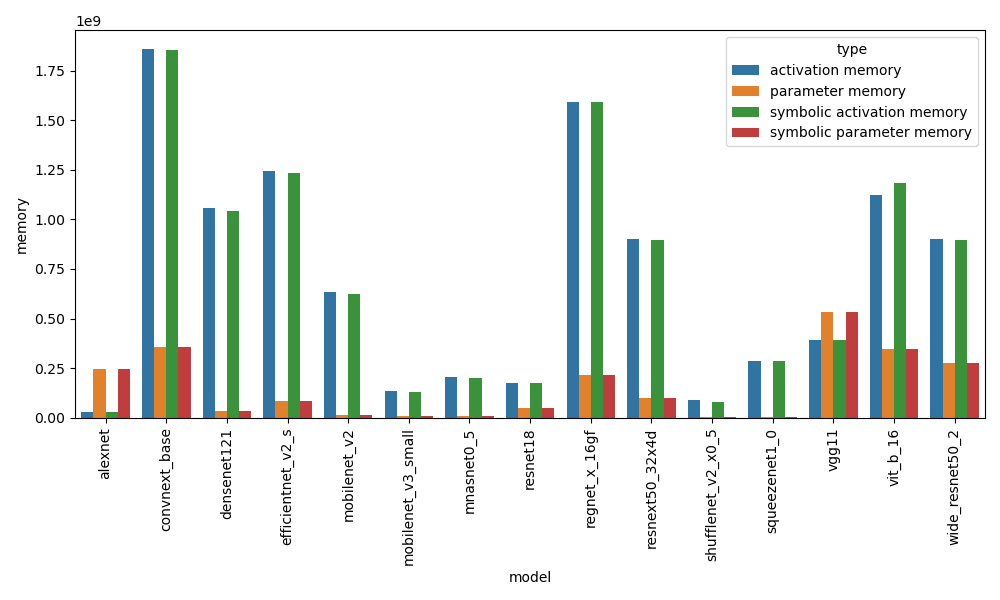 1e9
memory
1.75
1.50
1.25
1.00
0.75
0.50
0.25
0.00
type
activation memory
parameter memory
symbolic activation memory
symbolic parameter memory
alexnet
convnext_base
densenet121
efficientnet_v2_s
mobilenet_v2
mobilenet_v3_small
mnasnet0_5
resnet18
regnet_x_16gf
resnext50_32x4d
shufflenet_v2_x0_5
squeezenet1_0
vgg11
vit_b_16
wide_resnet50_2
model